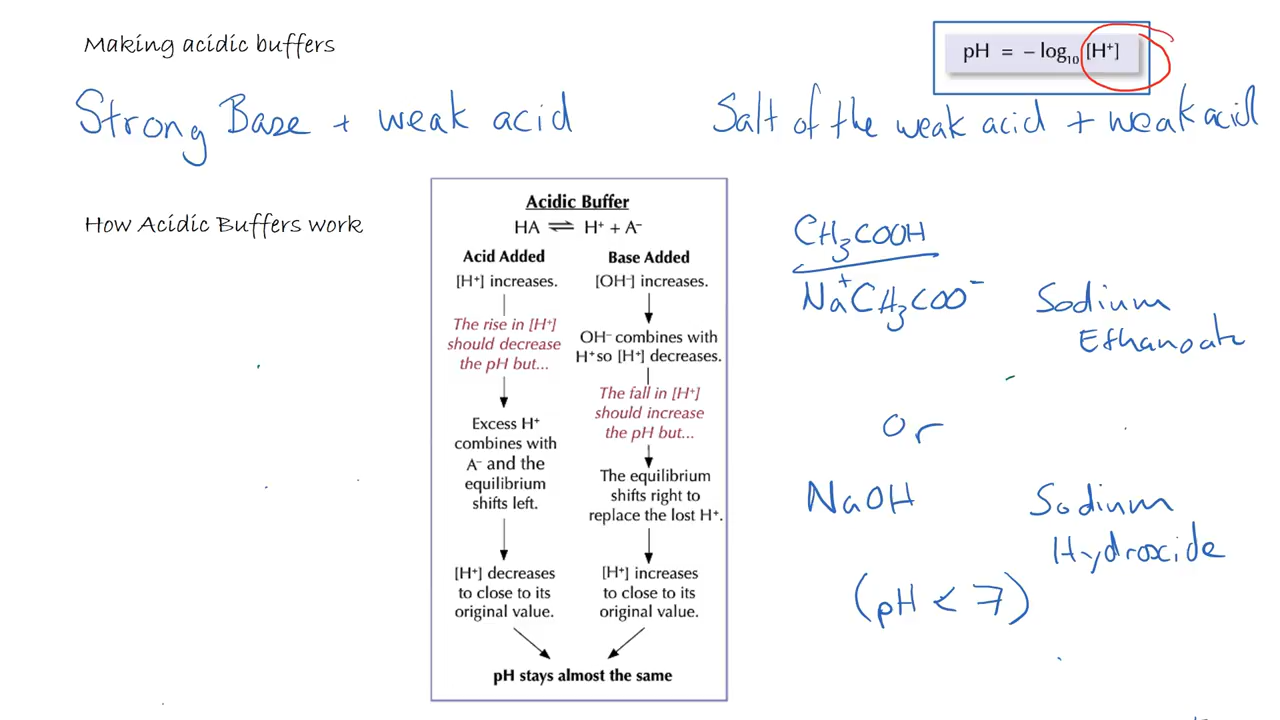 Making acidic buffers
pH = – log₁₀ [H⁺]
Strong Base + weak acid
Salt of the weak acid + weak acid
How Acidic Buffers work
Acidic Buffer
HA ⇌ H⁺ + A⁻
Acid Added
[H⁺] increases.
The rise in [H⁺]
should decrease
the pH but...
Excess H⁺
combines with
A⁻ and the
equilibrium
shifts left.
[H⁺] decreases
to close to its
original value.
Base Added
[OH⁻] increases.
OH⁻ combines with
H⁺ so [H⁺] decreases.
The fall in [H⁺]
should increase
the pH but...
The equilibrium
shifts right to
replace the lost H⁺.
[H⁺] increases
to close to its
original value.
pH stays almost the same
CH₃COOH
Na⁺CH₃COO⁻ Sodium
Ethanoate
Or
NaOH Sodium
Hydroxide
(pH < 7)